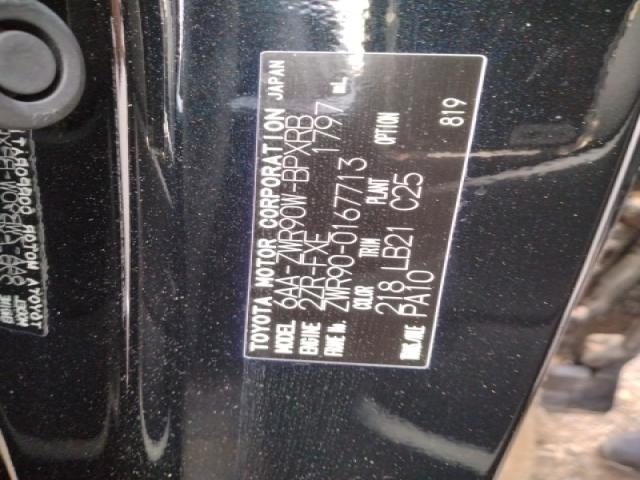 TOYOTA MOTOR CORPORATION JAPAN
MODEL 6AA-ZWR90W-BPXRB
ENGINE 2ZR-FXE 1797 mL
FRAME No. ZWR90-0167713
COLOR TRIM PLANT OPTION
218 LB21 C25 819
TRNS./AXLE PA10